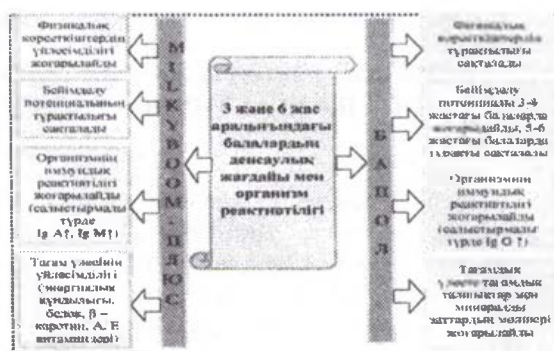 Физикалық
көрсеткіштердің
үйлесімділігі
жоғарылайды
Бейімделу
потенциалының
тұрақтылығы
сақталады
Организмнің
иммундық
реактивтілігі
жоғарылайды
(салыстырмалы
түрде
Ig A↑, Ig M↑)
Тағам үлесінің
үйлесімділігі
(энергиялық
құндылығы,
белок, β –
каротин, А, Е
витаминдері)
MILKYBOOM-ПЛЮС
3 және 6 жас
аралығындағы
балалардың
денсаулық
жағдайы мен
организм
реактивтілігі
БАПОЛ
Физикалық
көрсеткіштердің
тұрақтылығы
сақталады
Бейімделу
потенциалы 3-4
жастағы балаларда
жоғарылайды, 5-6
жастағы балаларда
тұрақты сақталады
Организмнің
иммундық
реактивтілігі
жоғарылайды
(салыстырмалы
түрде Ig G ↑)
Тағамдық
үлесте тағамдық
талшықтар мен
минералды
заттардың мөлшері
жоғарылайды